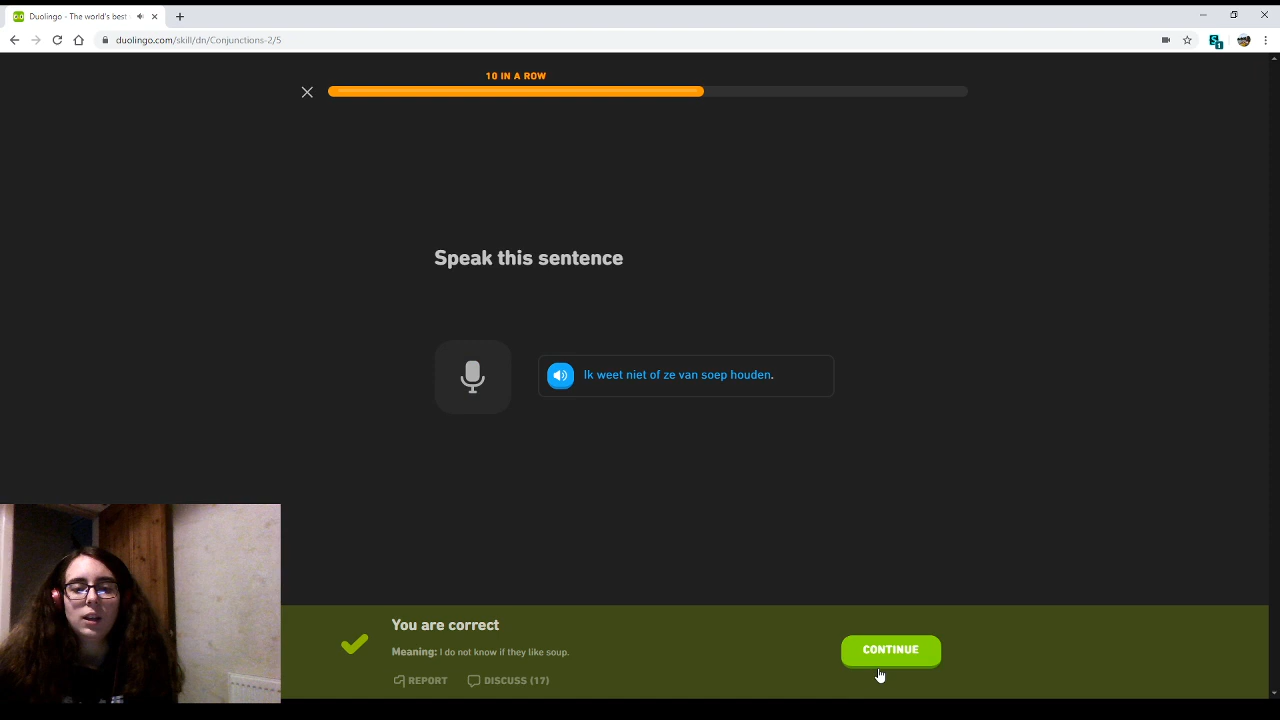 Duolingo - The world's best
duolingo.com/skill/dn/Conjunctions-2/5
1
10 IN A ROW
Speak this sentence
Ik weet niet of ze van soep houden.
You are correct
Meaning: I do not know if they like soup.
CONTINUE
REPORT
DISCUSS (17)